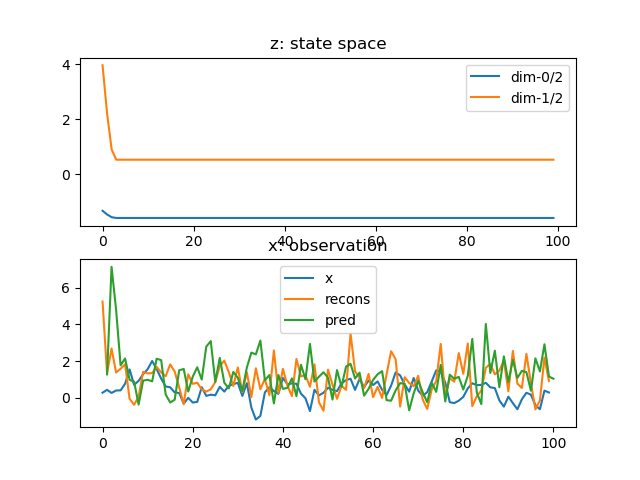 z: state space
4
2
0
dim-0/2
dim-1/2
0 20 40 60 80 100
x: observation
6
4
2
0
x
recons
pred
0 20 40 60 80 100